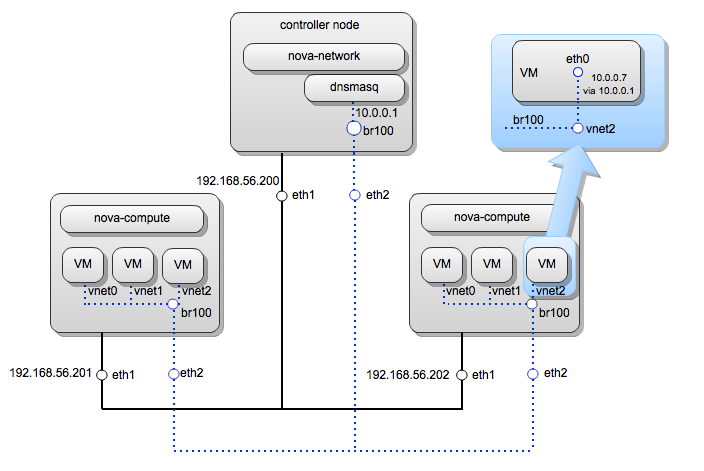 controller node
nova-network
dnsmasq
10.0.0.1
br100
192.168.56.200
eth1
eth2
eth0
VM
10.0.0.7
via 10.0.0.1
br100
vnet2
nova-compute
VM VM VM
vnet0 vnet1 vnet2
br100
192.168.56.201
eth1
eth2
nova-compute
VM VM VM
vnet0 vnet1 vnet2
br100
192.168.56.202
eth1
eth2